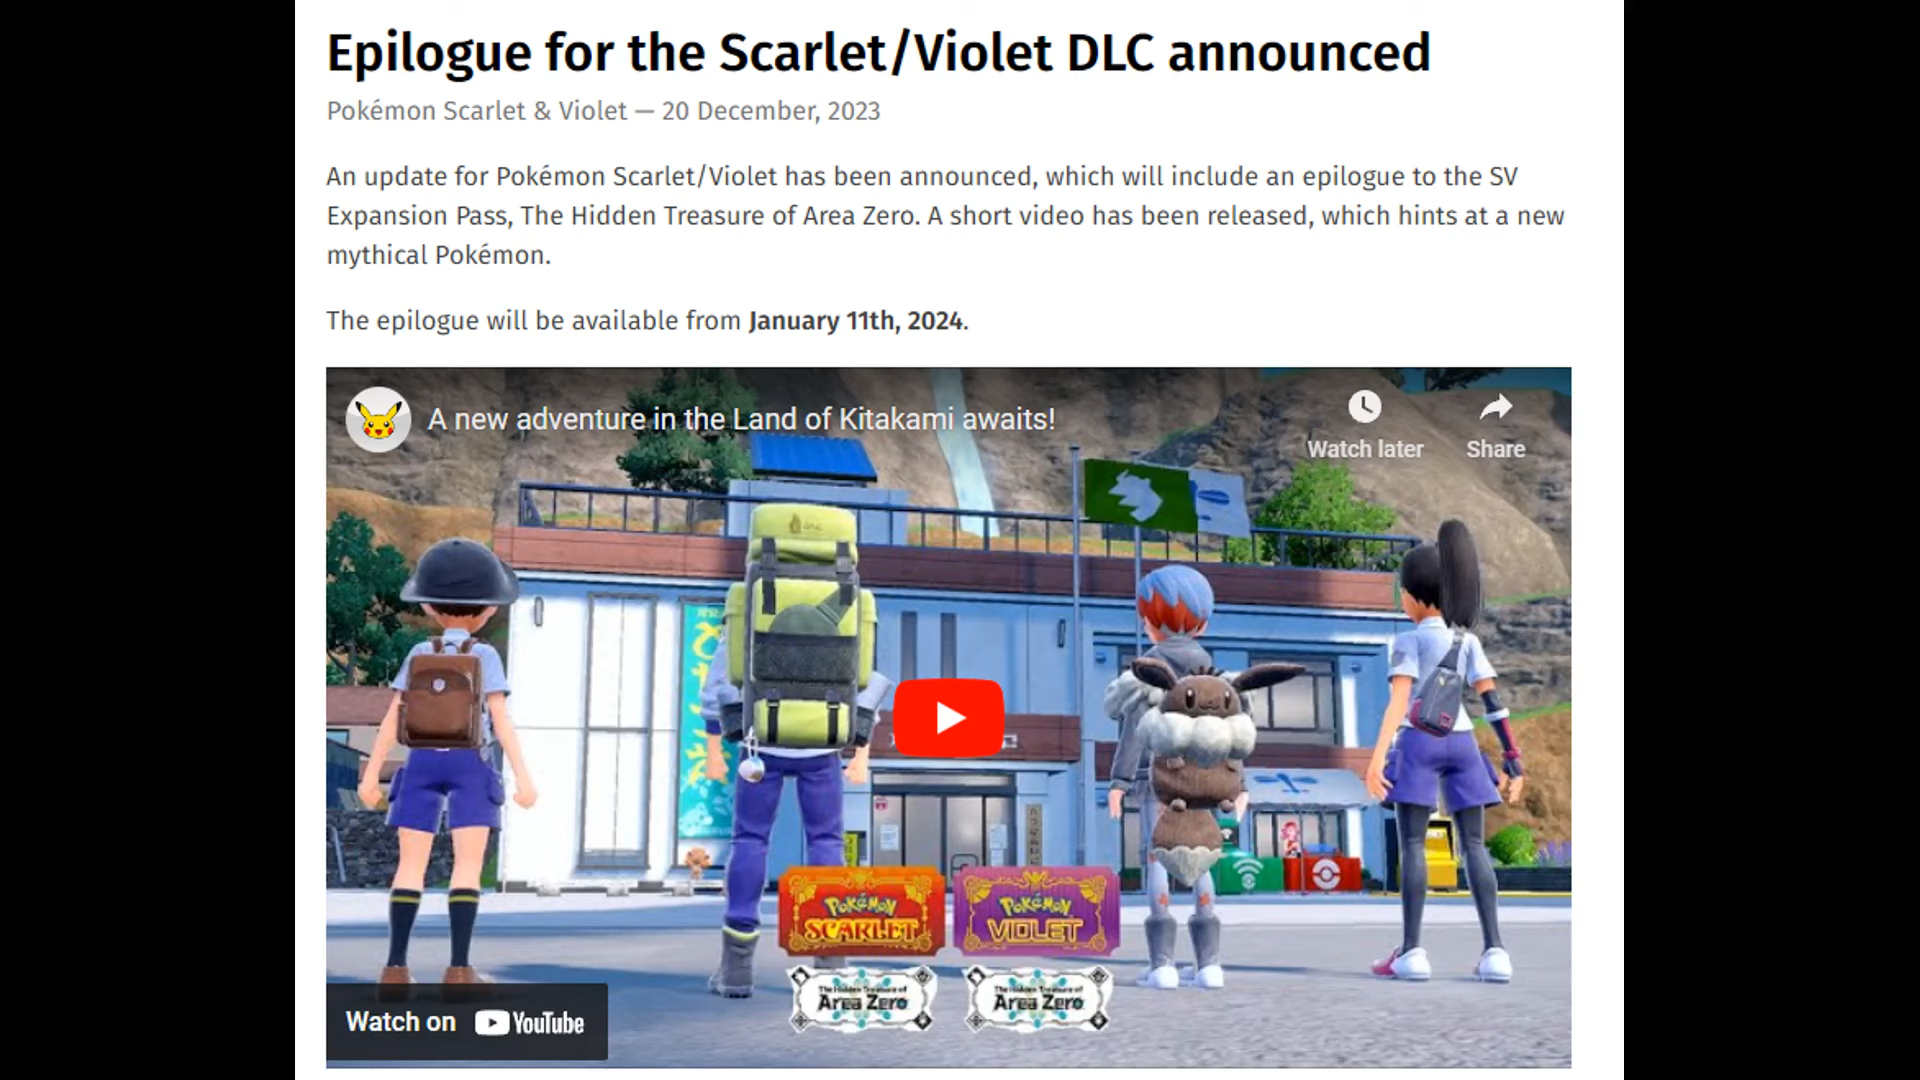 Epilogue for the Scarlet/Violet DLC announced
Pokémon Scarlet & Violet — 20 December, 2023
An update for Pokémon Scarlet/Violet has been announced, which will include an epilogue to the SV
Expansion Pass, The Hidden Treasure of Area Zero. A short video has been released, which hints at a new
mythical Pokémon.
The epilogue will be available from January 11th, 2024.
A new adventure in the Land of Kitakami awaits!
Watch later
Share
Pokémon
SCARLET
Pokémon
VIOLET
The Hidden Treasure of
Area Zero
The Hidden Treasure of
Area Zero
Watch on YouTube